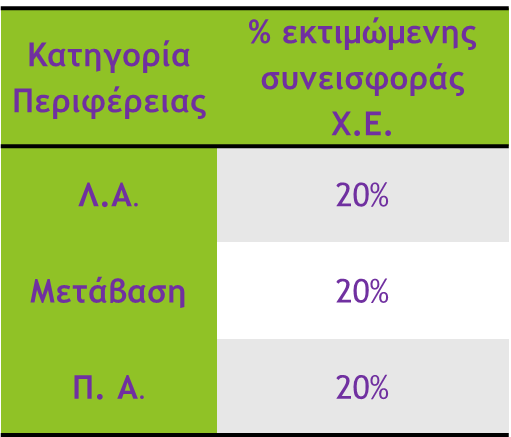 Κατηγορία
Περιφέρειας
% εκτιμώμενης
συνεισφοράς
Χ.Ε.
Λ.Α. 20%
Μετάβαση 20%
Π. Α. 20%